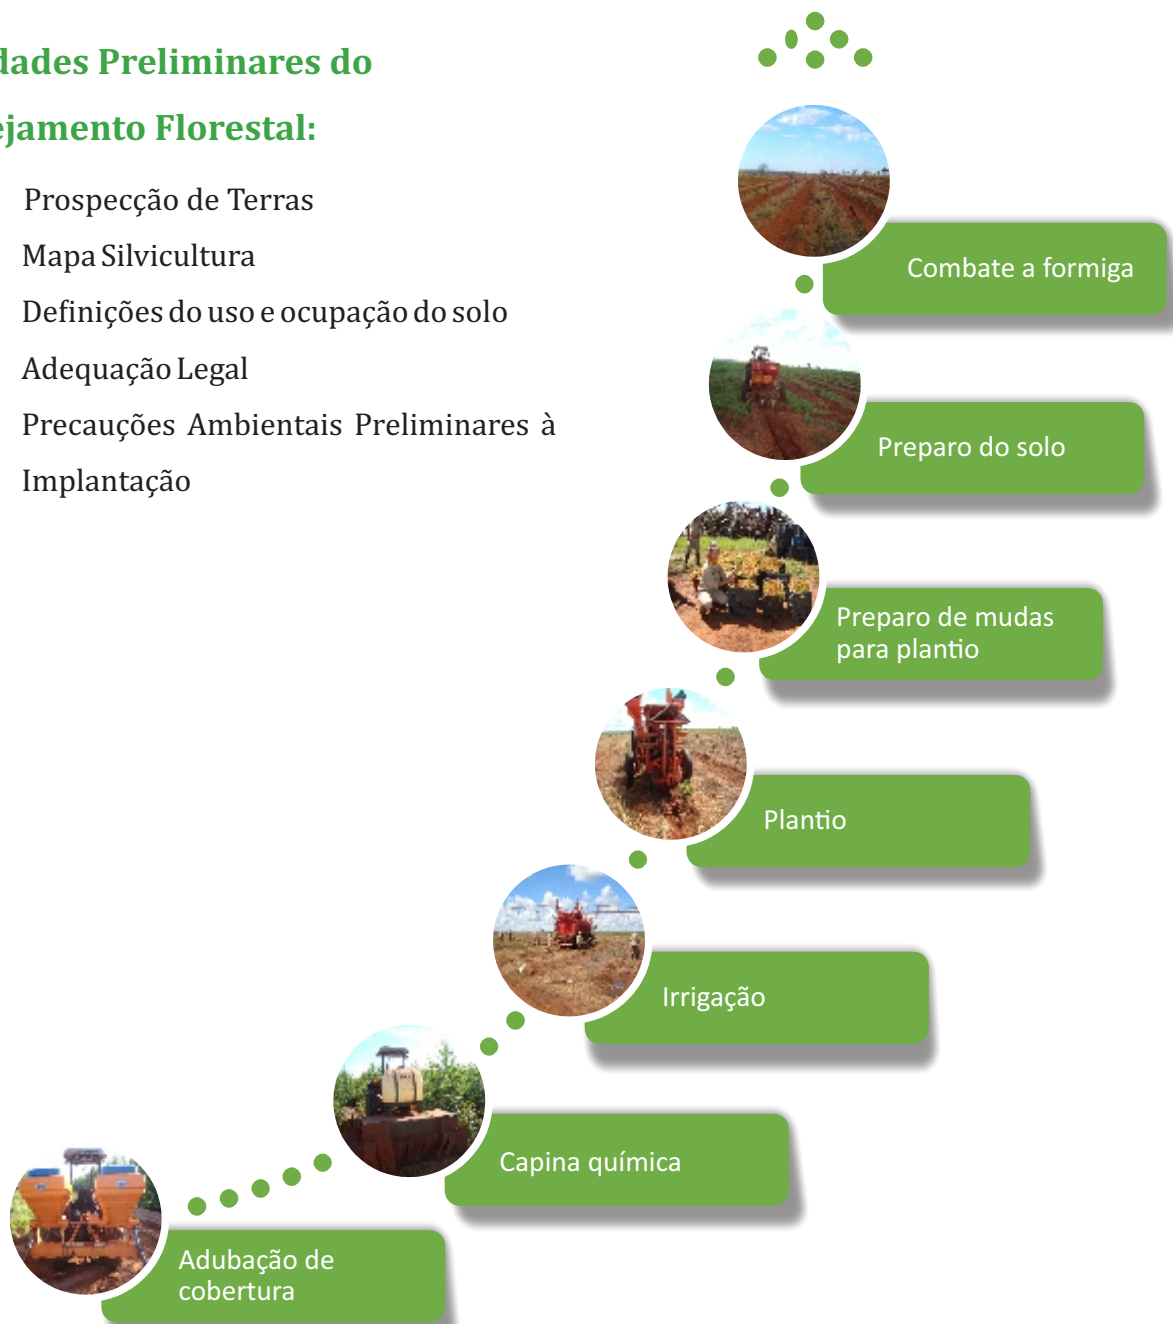 dades Preliminares do
ejamento Florestal:
Prospecção de Terras
Mapa Silvicultura
Definições do uso e ocupação do solo
Adequação Legal
Precauções Ambientais Preliminares à
Implantação
Combate a formiga
Preparo do solo
Preparo de mudas
para plantio
Plantio
Irrigação
Capina química
Adubação de
cobertura